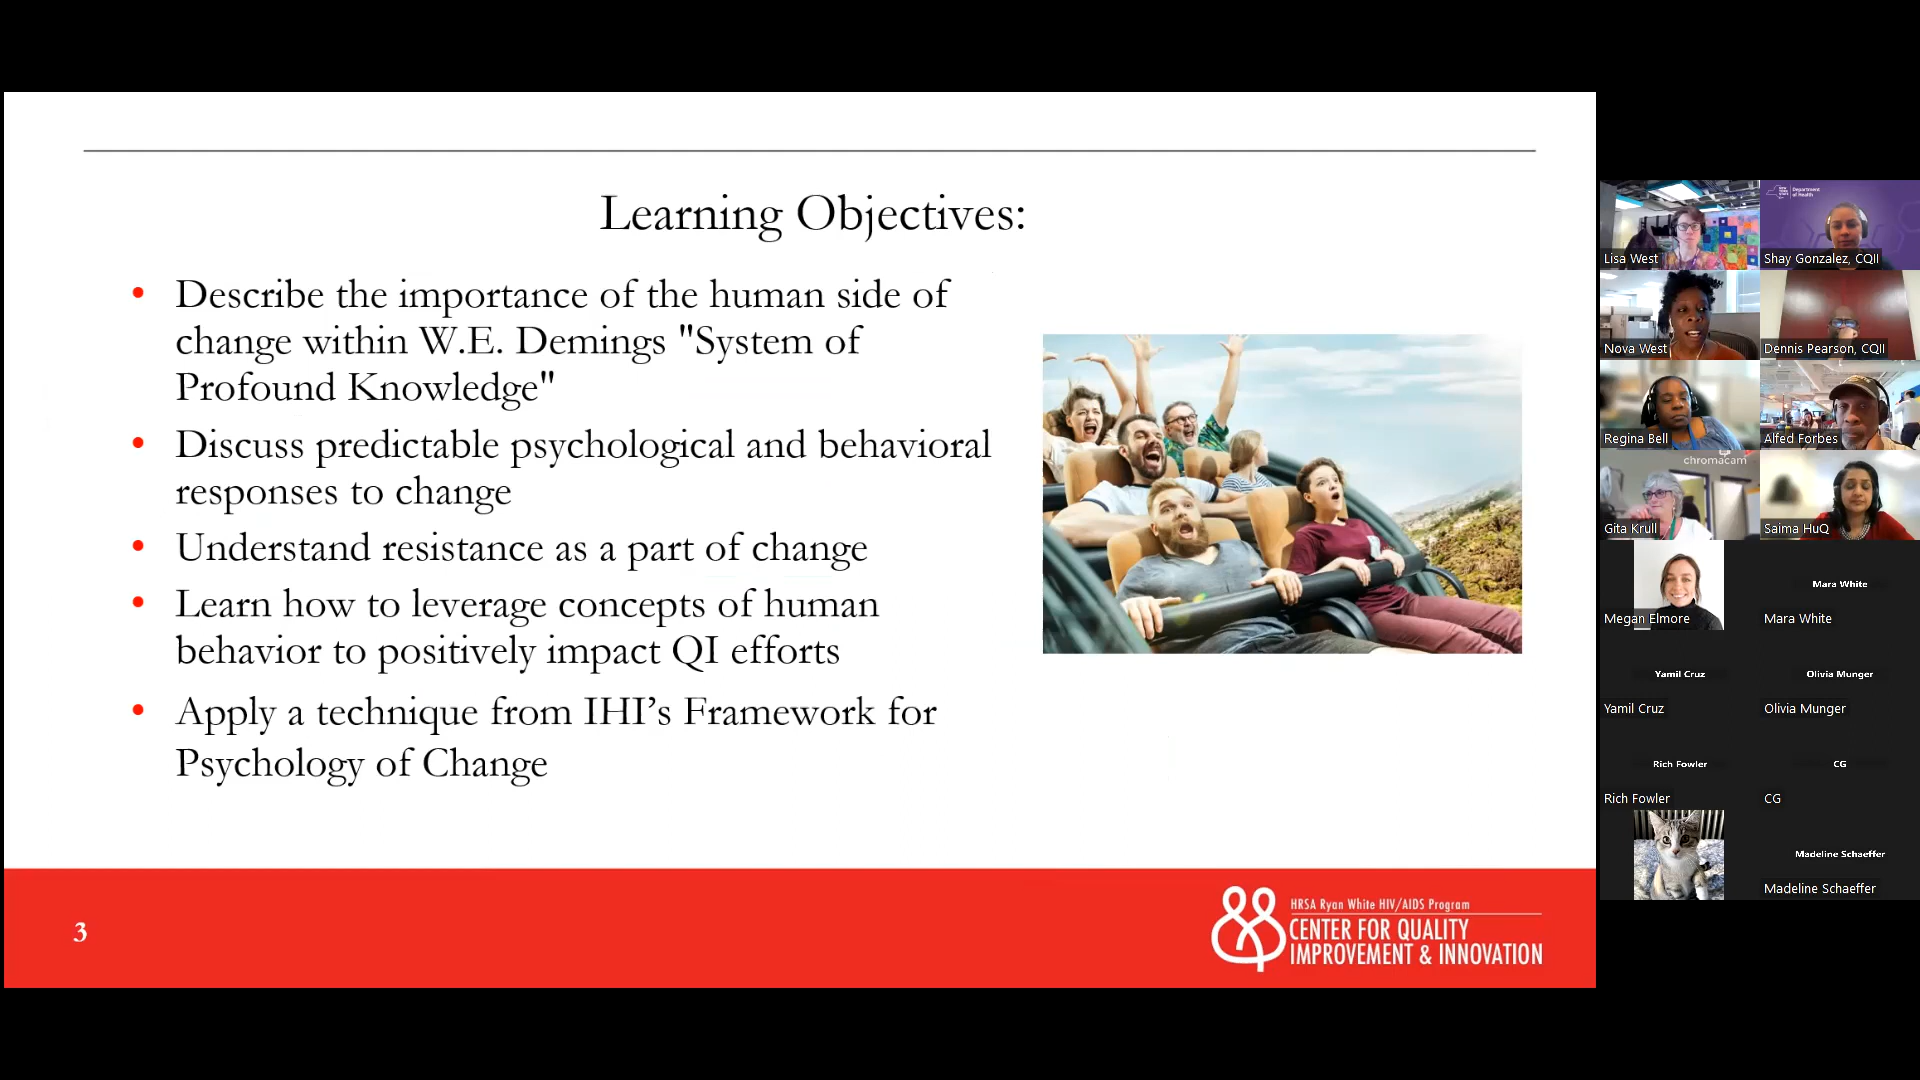 Learning Objectives:
• Describe the importance of the human side of
change within W.E. Demings "System of
Profound Knowledge"
• Discuss predictable psychological and behavioral
responses to change
• Understand resistance as a part of change
• Learn how to leverage concepts of human
behavior to positively impact QI efforts
• Apply a technique from IHI’s Framework for
Psychology of Change
3
HRSA Ryan White HIV/AIDS Program
CENTER FOR QUALITY
IMPROVEMENT & INNOVATION
Lisa West
Department
of Health
Shay Gonzalez, CQII
Nova West
Dennis Pearson, CQII
Regina Bell
Alfed Forbes
chromacam
Gita Krull
Saima HuQ
Megan Elmore
Mara White
Mara White
Yamil Cruz
Yamil Cruz
Olivia Munger
Olivia Munger
Rich Fowler
Rich Fowler
CG
CG
Madeline Schaeffer
Madeline Schaeffer